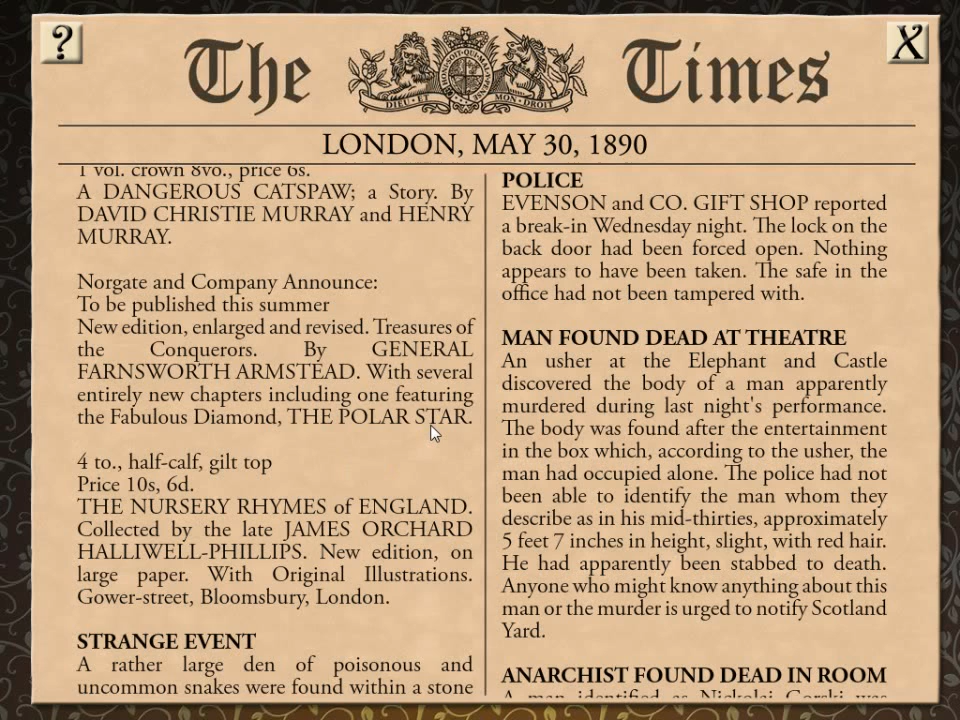 ?
X
The Times
DIEU ET MON DROIT
LONDON, MAY 30, 1890
1 vol. crown 8vo., price 6s.
A DANGEROUS CATSPAW; a Story. By
DAVID CHRISTIE MURRAY and HENRY
MURRAY.
Norgate and Company Announce:
To be published this summer
New edition, enlarged and revised. Treasures of
the Conquerors. By GENERAL
FARNSWORTH ARMSTEAD. With several
entirely new chapters including one featuring
the Fabulous Diamond, THE POLAR STAR.
4 to., half-calf, gilt top
Price 10s, 6d.
THE NURSERY RHYMES of ENGLAND.
Collected by the late JAMES ORCHARD
HALLIWELL-PHILLIPS. New edition, on
large paper. With Original Illustrations.
Gower-street, Bloomsbury, London.
STRANGE EVENT
A rather large den of poisonous and
uncommon snakes were found within a stone
POLICE
EVENSON and CO. GIFT SHOP reported
a break-in Wednesday night. The lock on the
back door had been forced open. Nothing
appears to have been taken. The safe in the
office had not been tampered with.
MAN FOUND DEAD AT THEATRE
An usher at the Elephant and Castle
discovered the body of a man apparently
murdered during last night's performance.
The body was found after the entertainment
in the box which, according to the usher, the
man had occupied alone. The police had not
been able to identify the man whom they
describe as in his mid-thirties, approximately
5 feet 7 inches in height, slight, with red hair.
He had apparently been stabbed to death.
Anyone who might know anything about this
man or the murder is urged to notify Scotland
Yard.
ANARCHIST FOUND DEAD IN ROOM
A man identified as Nickolai Gorski was